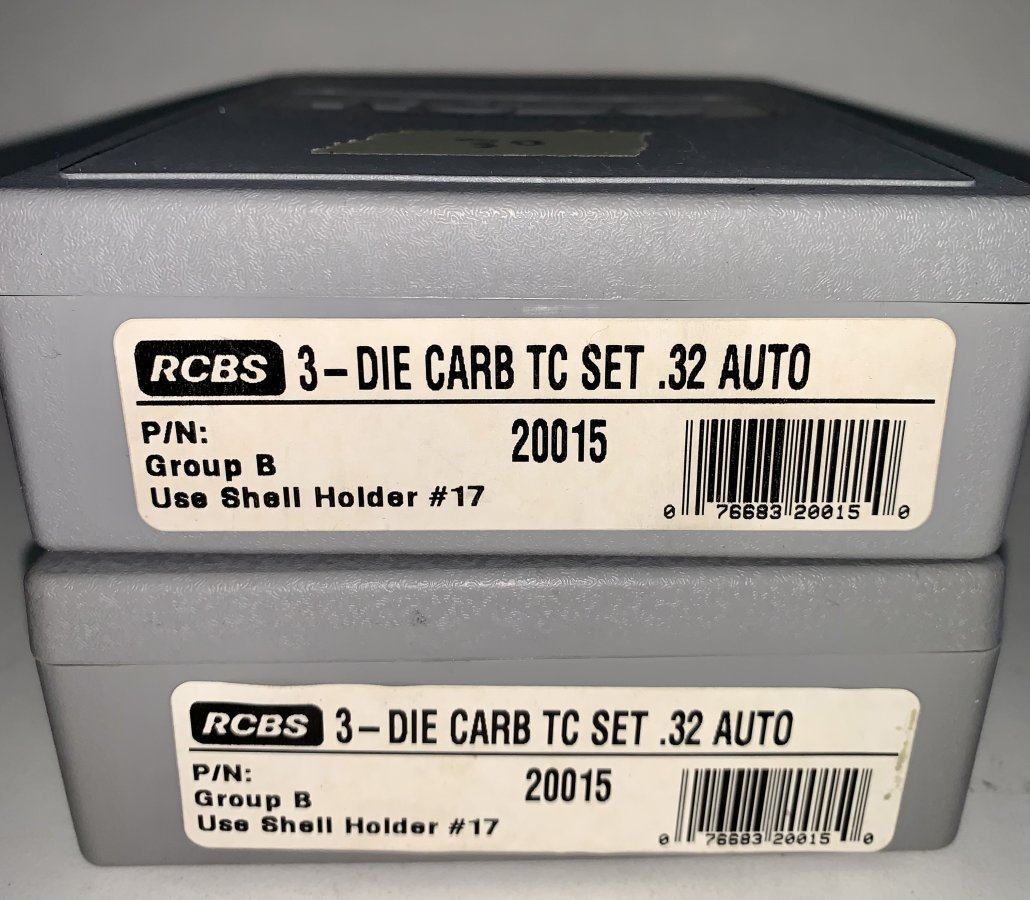 RCBS 3-DIE CARB TC SET .32 AUTO
P/N: 20015
Group B
Use Shell Holder #17
0 76683 20015 0
RCBS 3-DIE CARB TC SET .32 AUTO
P/N: 20015
Group B
Use Shell Holder #17
0 76683 20015 0